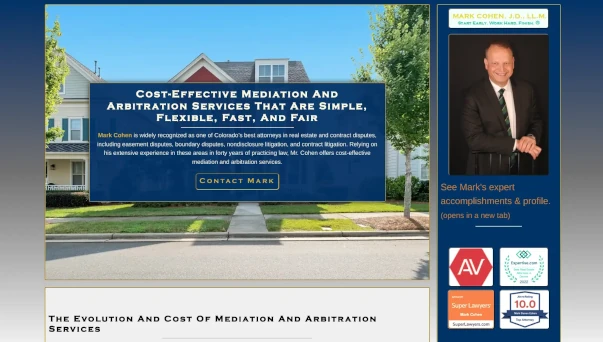 Cost-Effective Mediation And
Arbitration Services That Are Simple,
Flexible, Fast, And Fair
Mark Cohen is widely recognized as one of Colorado's best attorneys in real estate and contract disputes,
including easement disputes, boundary disputes, nondisclosure litigation, and contract litigation. Relying on
his extensive experience in these areas in forty years of practicing law, Mr. Cohen offers cost-effective
mediation and arbitration services.
Contact Mark
The Evolution And Cost Of Mediation And Arbitration
Services
MARK COHEN, J.D., LL.M
Start Early. Work Hard. Finish.
See Mark's expert
accomplishments & profile.
(opens in a new tab)
AV
Expertise.com
Super Lawyers
Mark Cohen
SuperLawyers.com
10.0
Top Attorney